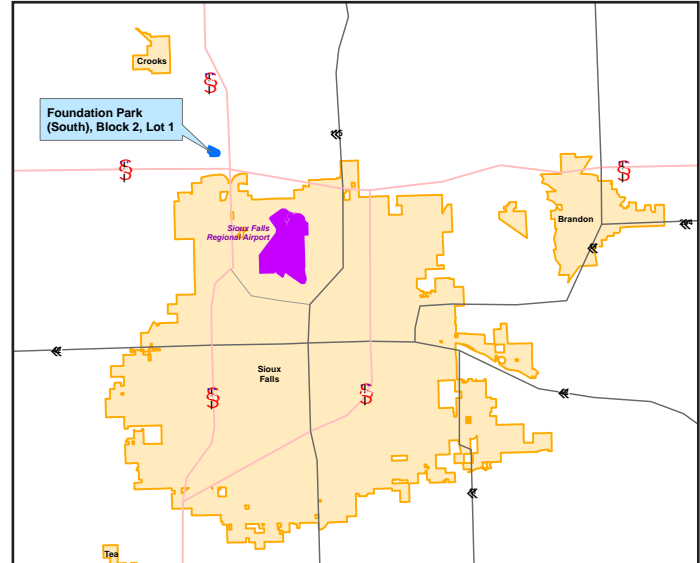 Crooks
Foundation Park
(South), Block 2, Lot 1
Sioux Falls
Regional Airport
Brandon
Sioux
Falls
Tea